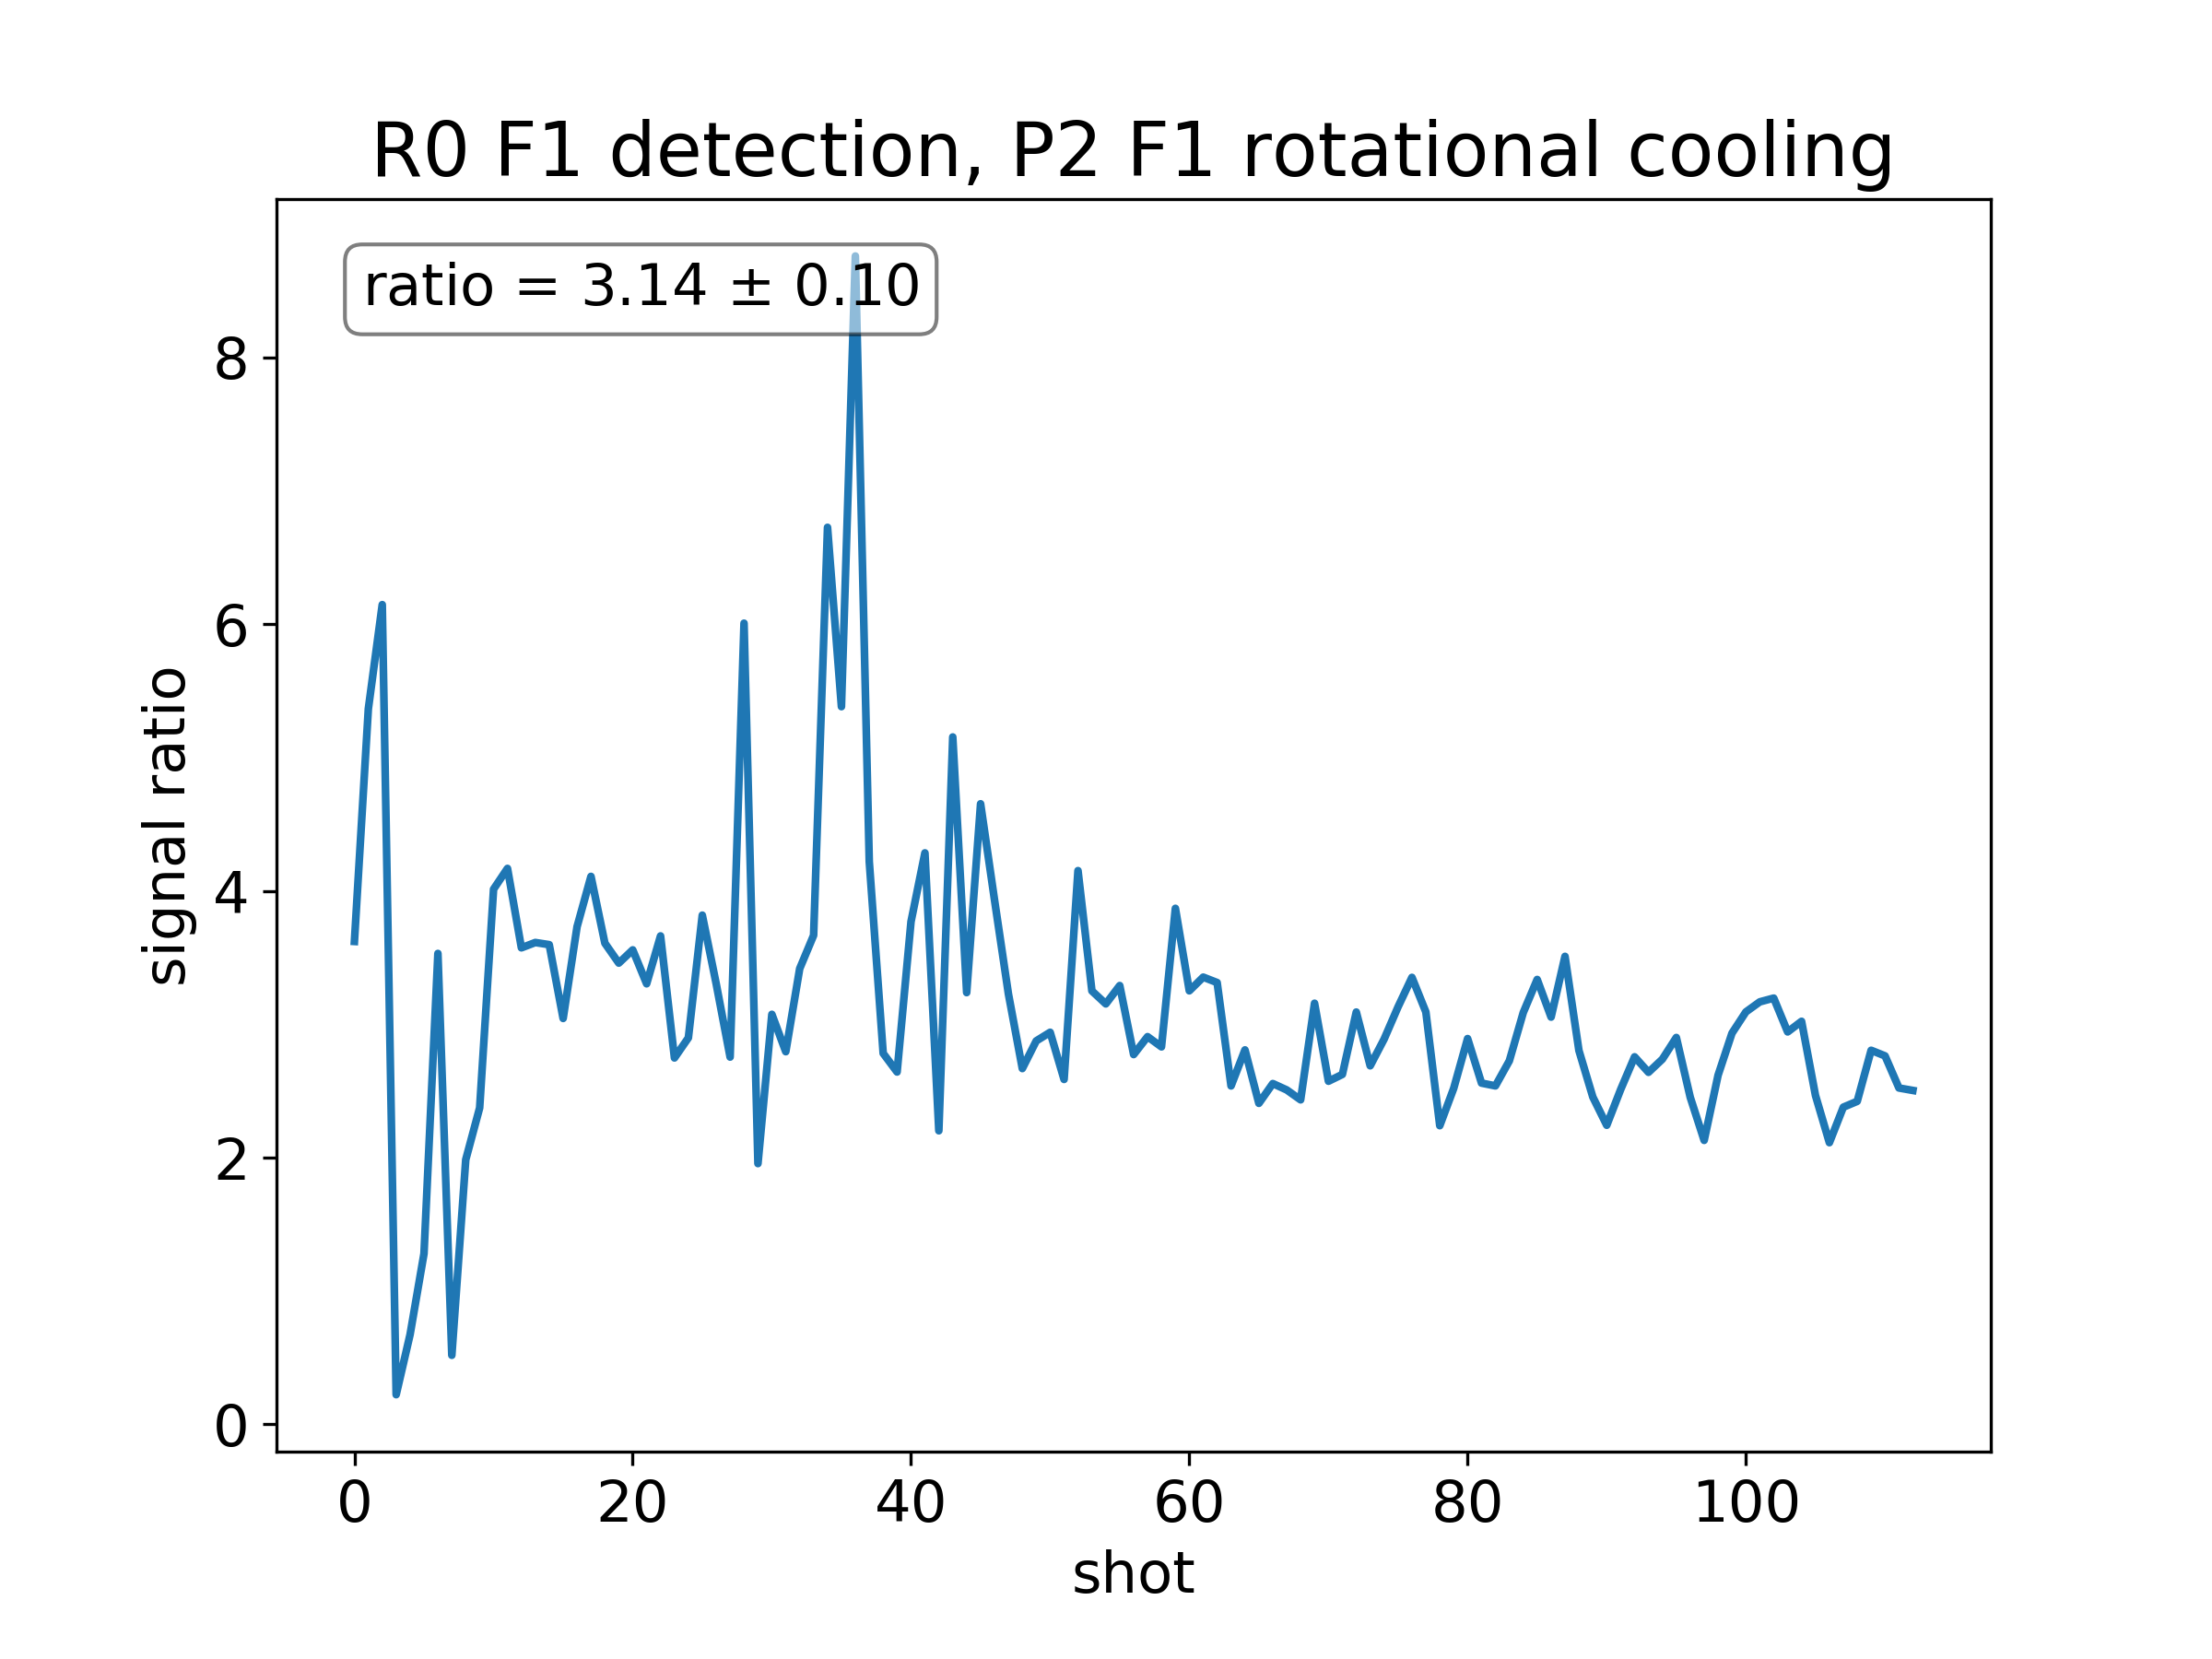 R0 F1 detection, P2 F1 rotational cooling
ratio = 3.14 ± 0.10
8
6
4
2
0
signal ratio
0 20 40 60 80 100
shot